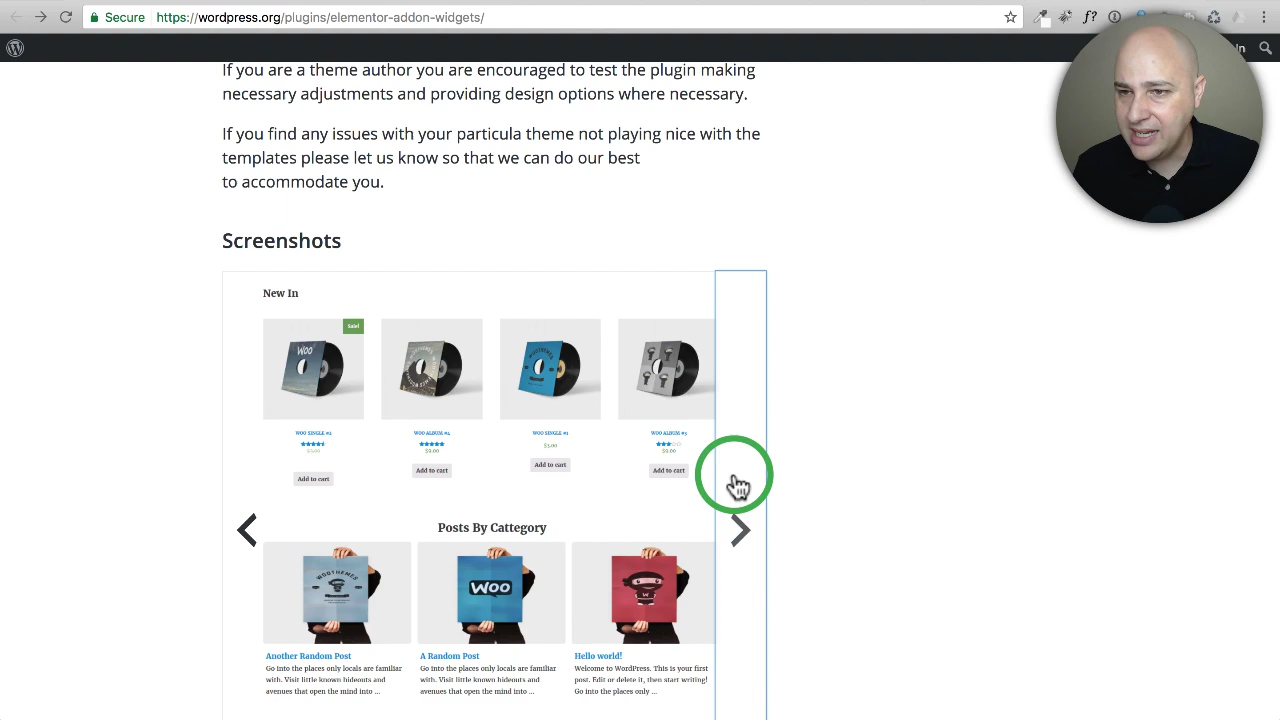 Secure https://wordpress.org/plugins/elementor-addon-widgets/
f?
in
If you are a theme author you are encouraged to test the plugin making
necessary adjustments and providing design options where necessary.
If you find any issues with your particula theme not playing nice with the
templates please let us know so that we can do our best
to accommodate you.
Screenshots
New In
Sale!
WOO
WOO SINGLE #2 WOO ALBUM #4 WOO SINGLE #1 WOO ALBUM #3
$3.00
$9.00
$9.00
Add to cart Add to cart Add to cart Add to cart
Posts By Cattegory
WOOTHEMES
WOO
Another Random Post A Random Post Hello world!
Go into the places only locals are familiar Go into the places only locals are familiar Welcome to WordPress. This is your first
with. Visit little known hideouts and with. Visit little known hideouts and post. Edit or delete it, then start writing!
avenues that open the mind into ... avenues that open the mind into ... Go into the places only ...